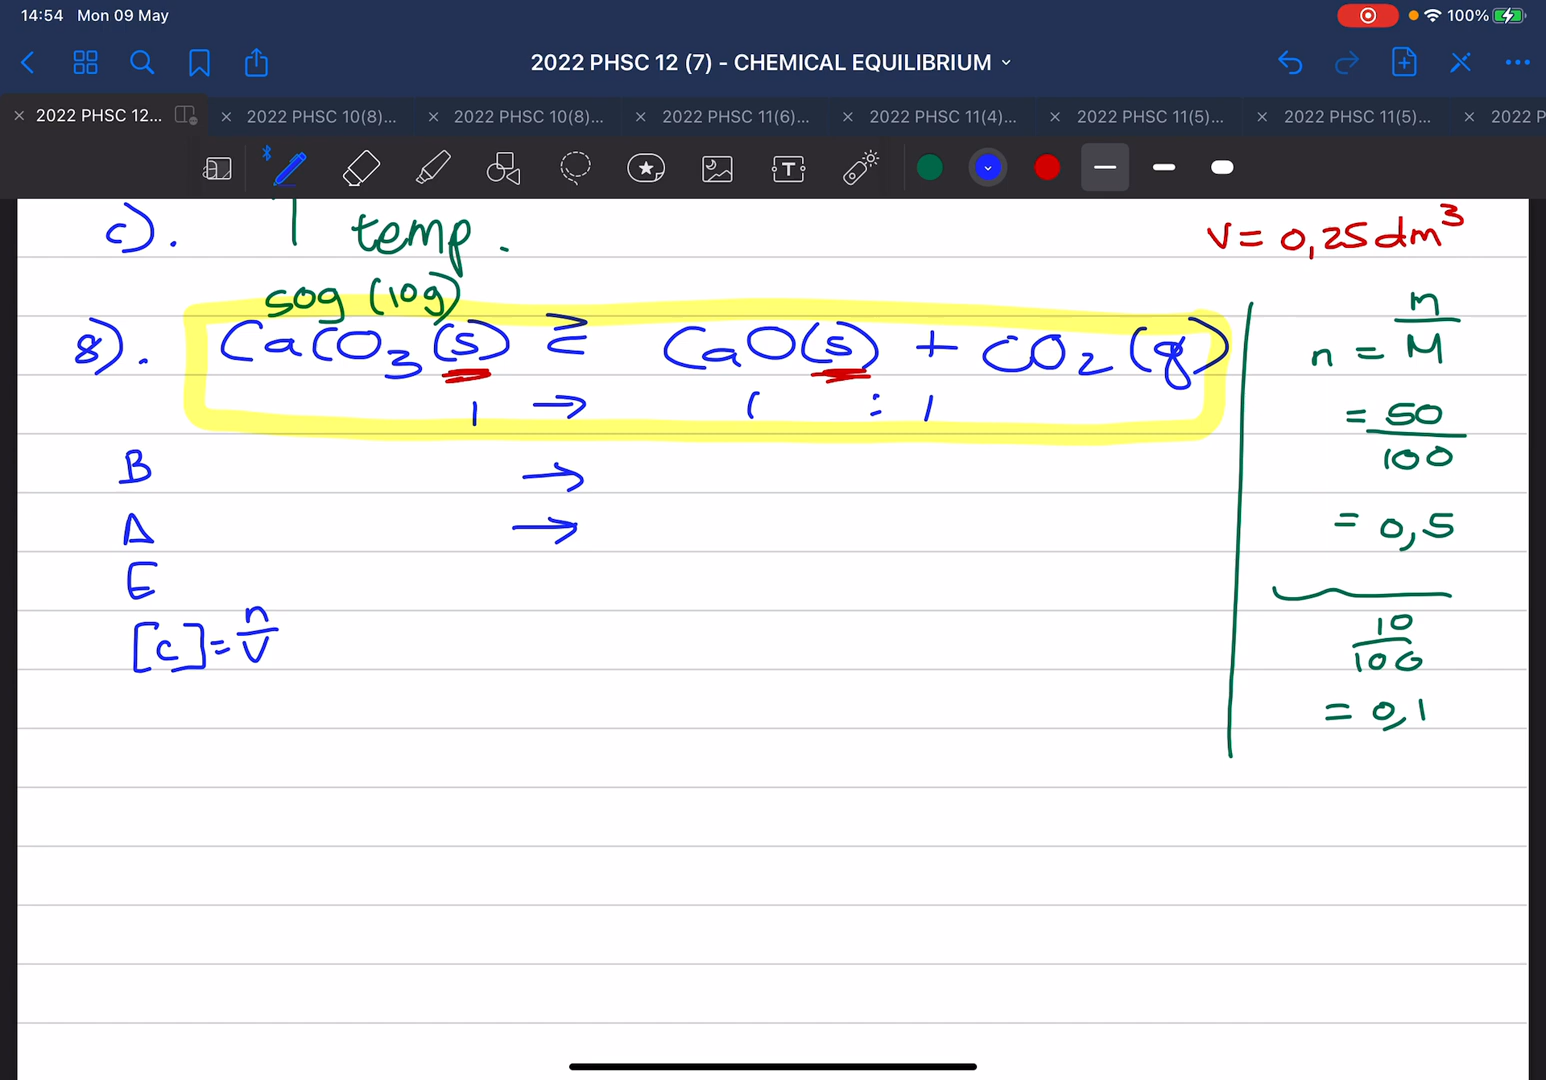 14:54 Mon 09 May 100%
2022 PHSC 12 (7) - CHEMICAL EQUILIBRIUM
2022 PHSC 12... 2022 PHSC 10(8)... 2022 PHSC 10(8)... 2022 PHSC 11(6)... 2022 PHSC 11(4)... 2022 PHSC 11(5)... 2022 PHSC 11(5)... 2022 P
T
c). ↑ temp.
V = 0,25 dm³
50g (10g)
8). CaCO₃(s) ⇌ CaO(s) + CO₂(g)
1 → 1 : 1
B →
Δ →
E
[c] = n/V
n = m/M
= 50/100
= 0,5
10/100
= 0,1